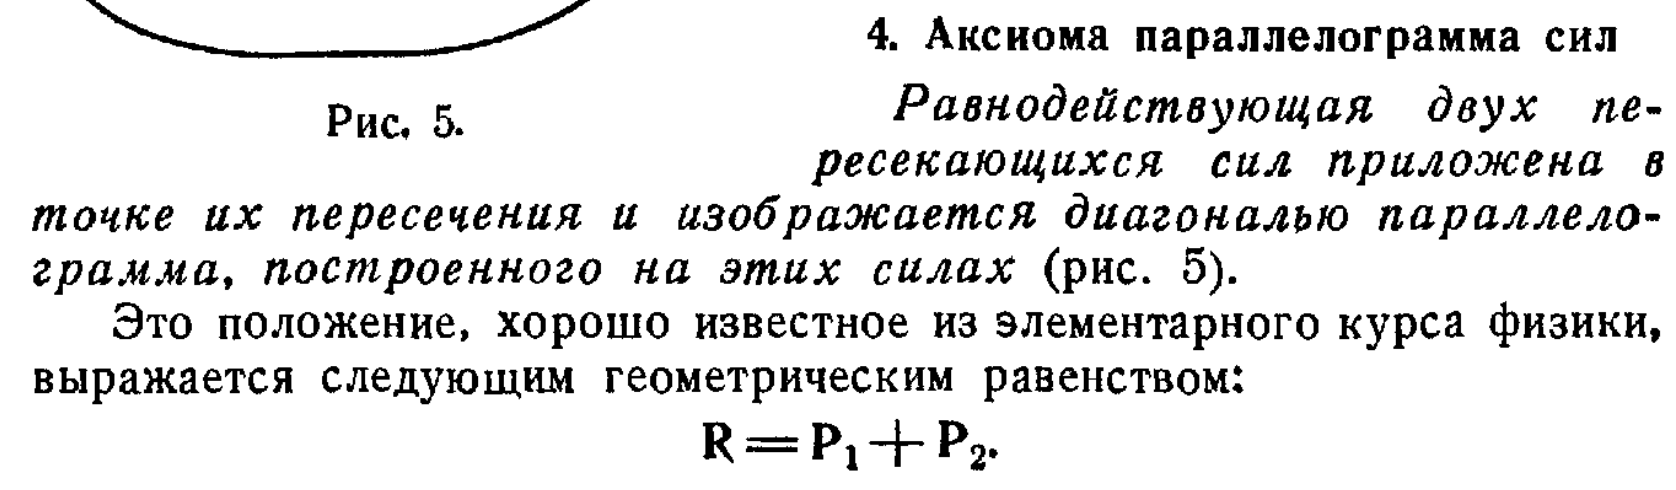 4. Аксиома параллелограмма сил
Рис. 5.
Равнодействующая двух пе-
ресекающихся сил приложена в
точке их пересечения и изображается диагональю параллело-
грамма, построенного на этих силах (рис. 5).
Это положение, хорошо известное из элементарного курса физики,
выражается следующим геометрическим равенством:
R = P₁ + P₂.